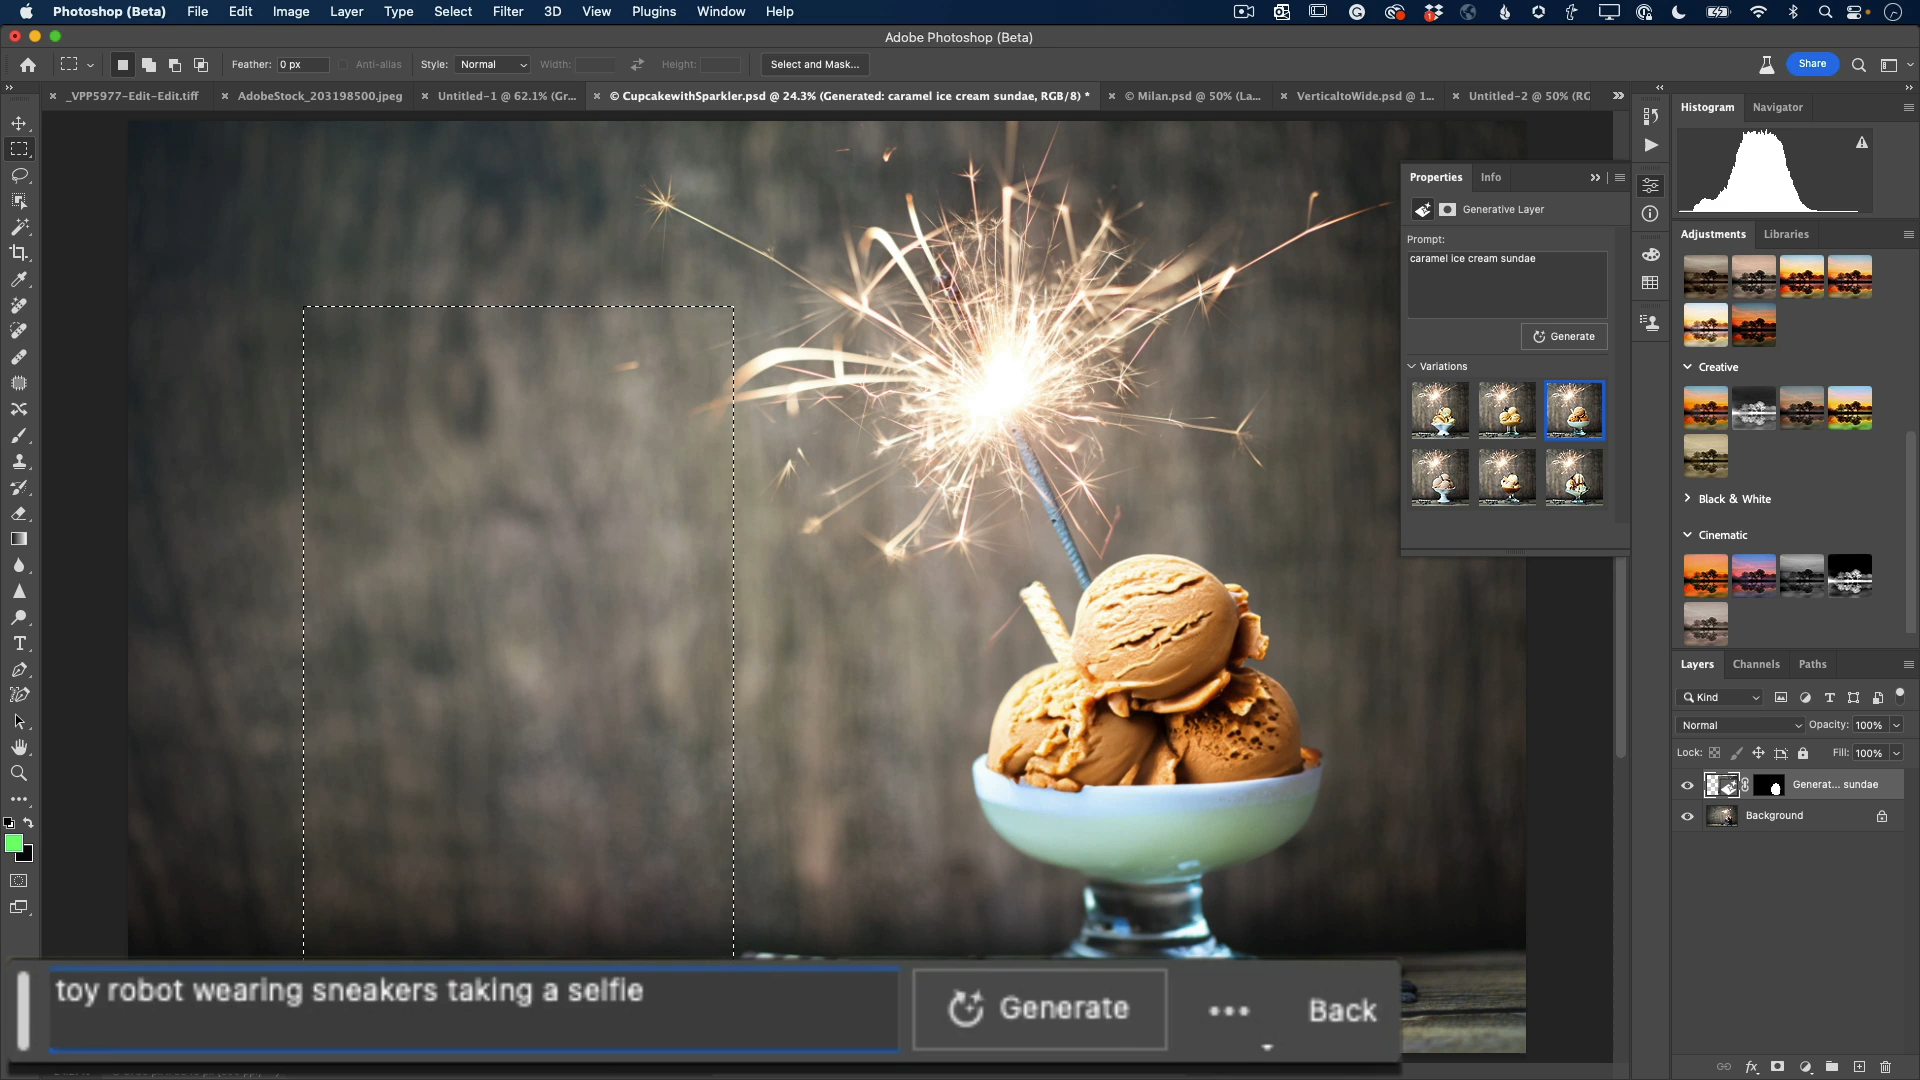 Photoshop (Beta) File Edit Image Layer Type Select Filter 3D View Plugins Window Help
Adobe Photoshop (Beta)
Feather: 0 px Anti-alias Style: Normal Width: Height: Select and Mask... Share
_VPP5977-Edit-Edit.tiff AdobeStock_203198500.jpeg Untitled-1 @ 62.1% (Gr... © CupcakewithSparkler.psd @ 24.3% (Generated: caramel ice cream sundae, RGB/8) * © Milan.psd @ 50% (La... VerticaltoWide.psd @ 1... Untitled-2 @ 50% (RG
Histogram Navigator
Properties Info
Generative Layer
Prompt:
caramel ice cream sundae
Generate
Variations
Adjustments Libraries
Creative
Black & White
Cinematic
Layers Channels Paths
Kind
Normal Opacity: 100%
Lock: Fill: 100%
Generat... sundae
Background
toy robot wearing sneakers taking a selfie
Generate
... Back